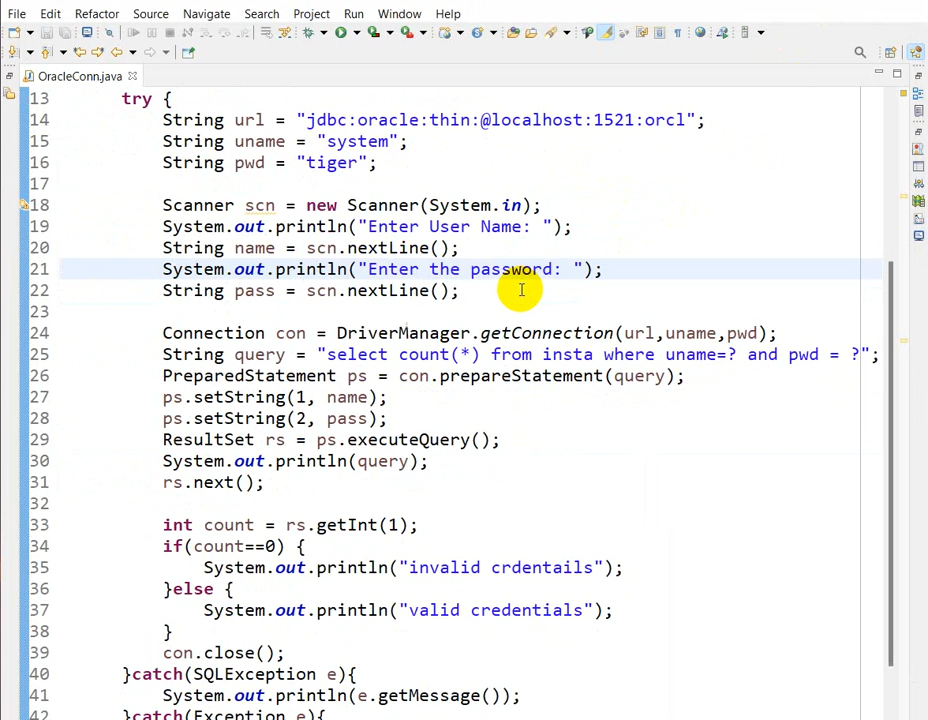 File Edit Refactor Source Navigate Search Project Run Window Help
OracleConn.java
13 try {
14 String url = "jdbc:oracle:thin:@localhost:1521:orcl";
15 String uname = "system";
16 String pwd = "tiger";
17
18 Scanner scn = new Scanner(System.in);
19 System.out.println("Enter User Name: ");
20 String name = scn.nextLine();
21 System.out.println("Enter the password: ");
22 String pass = scn.nextLine();
23
24 Connection con = DriverManager.getConnection(url,uname,pwd);
25 String query = "select count(*) from insta where uname=? and pwd = ?";
26 PreparedStatement ps = con.prepareStatement(query);
27 ps.setString(1, name);
28 ps.setString(2, pass);
29 ResultSet rs = ps.executeQuery();
30 System.out.println(query);
31 rs.next();
32
33 int count = rs.getInt(1);
34 if(count==0) {
35 System.out.println("invalid crdentails");
36 }else {
37 System.out.println("valid credentials");
38 }
39 con.close();
40 }catch(SQLException e){
41 System.out.println(e.getMessage());
42 }catch(Exception e){